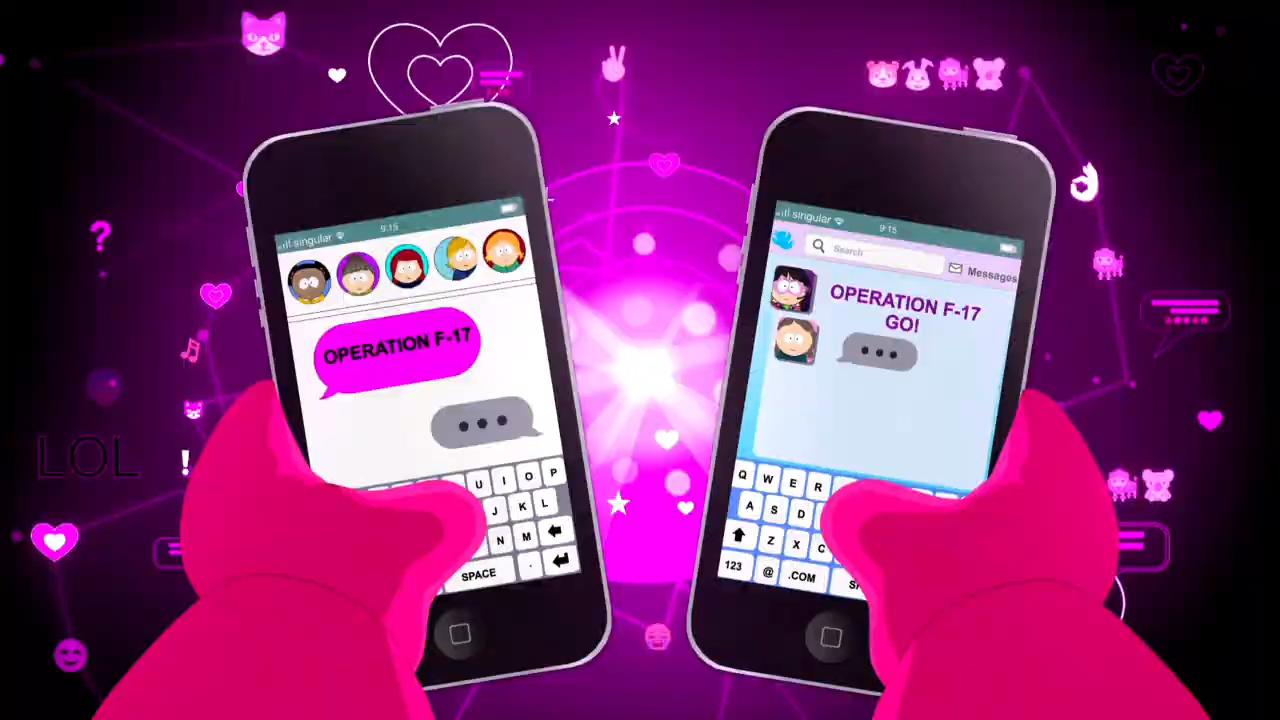 singular
9:15
OPERATION F-17
U I O P
J K L
N M
SPACE .
singular
9:15
Search
Messages
OPERATION F-17
GO!
Q W E R
A S D
Z X C
123 @ .COM
LOL
?
!